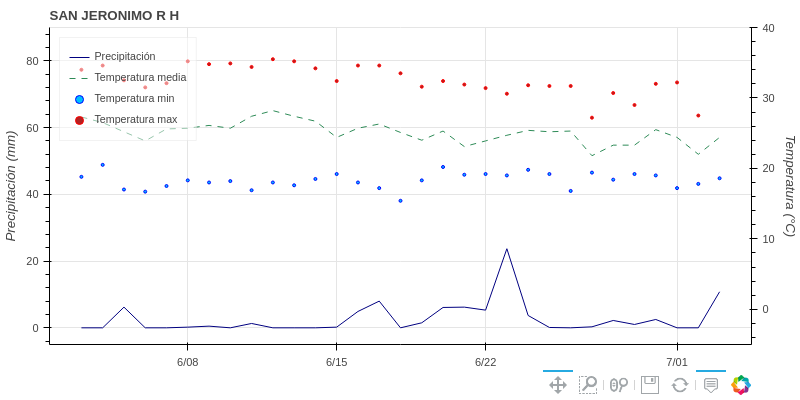 SAN JERONIMO R H
Precipitación
Temperatura media
Temperatura min
Temperatura max
Precipitación (mm)
80
60
40
20
0
Temperatura (°C)
40
30
20
10
0
6/08
6/15
6/22
7/01